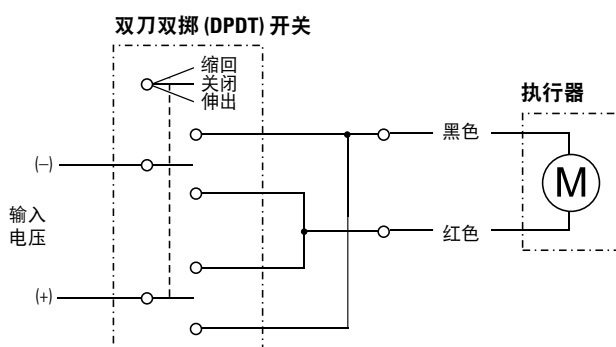 双刀双掷 (DPDT) 开关
缩回
关闭
伸出
执行器
黑色
(–)
M
输入
电压
红色
(+)